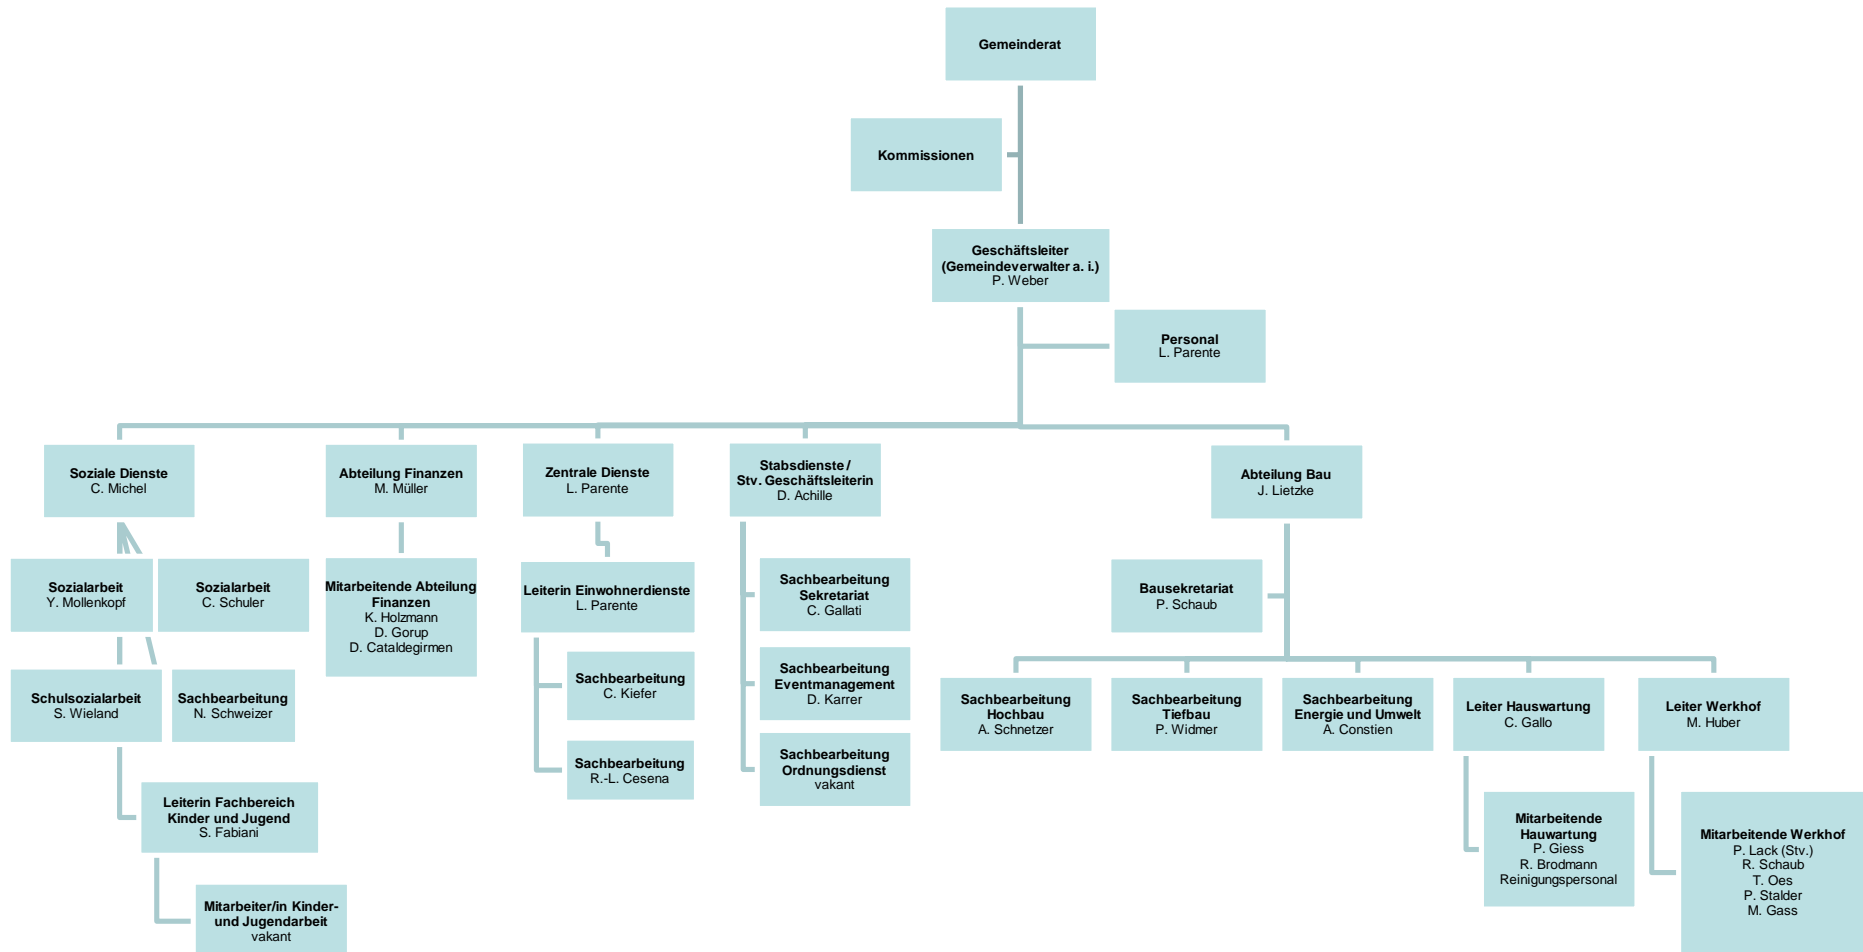 Gemeinderat
Kommissionen
Geschäftsleiter
(Gemeindeverwalter a. i.)
P. Weber
Personal
L. Parente
Soziale Dienste
C. Michel
Abteilung Finanzen
M. Müller
Zentrale Dienste
L. Parente
Stabsdienste /
Stv. Geschäftsleiterin
D. Achille
Abteilung Bau
J. Lietzke
Sozialarbeit
Y. Mollenkopf
Sozialarbeit
C. Schuler
Mitarbeitende Abteilung
Finanzen
K. Holzmann
D. Gorup
D. Cataldegirmen
Leiterin Einwohnerdienste
L. Parente
Sachbearbeitung
Sekretariat
C. Gallati
Bausekretariat
P. Schaub
Schulsozialarbeit
S. Wieland
Sachbearbeitung
N. Schweizer
Sachbearbeitung
C. Kiefer
Sachbearbeitung
Eventmanagement
D. Karrer
Sachbearbeitung
Hochbau
A. Schnetzer
Sachbearbeitung
Tiefbau
P. Widmer
Sachbearbeitung
Energie und Umwelt
A. Constien
Leiter Hauswartung
C. Gallo
Leiter Werkhof
M. Huber
Sachbearbeitung
R.-L. Cesena
Sachbearbeitung
Ordnungsdienst
vakant
Leiterin Fachbereich
Kinder und Jugend
S. Fabiani
Mitarbeitende
Hauwartung
P. Giess
R. Brodmann
Reinigungspersonal
Mitarbeitende Werkhof
P. Lack (Stv.)
R. Schaub
T. Oes
P. Stalder
M. Gass
Mitarbeiter/in Kinder-
und Jugendarbeit
vakant